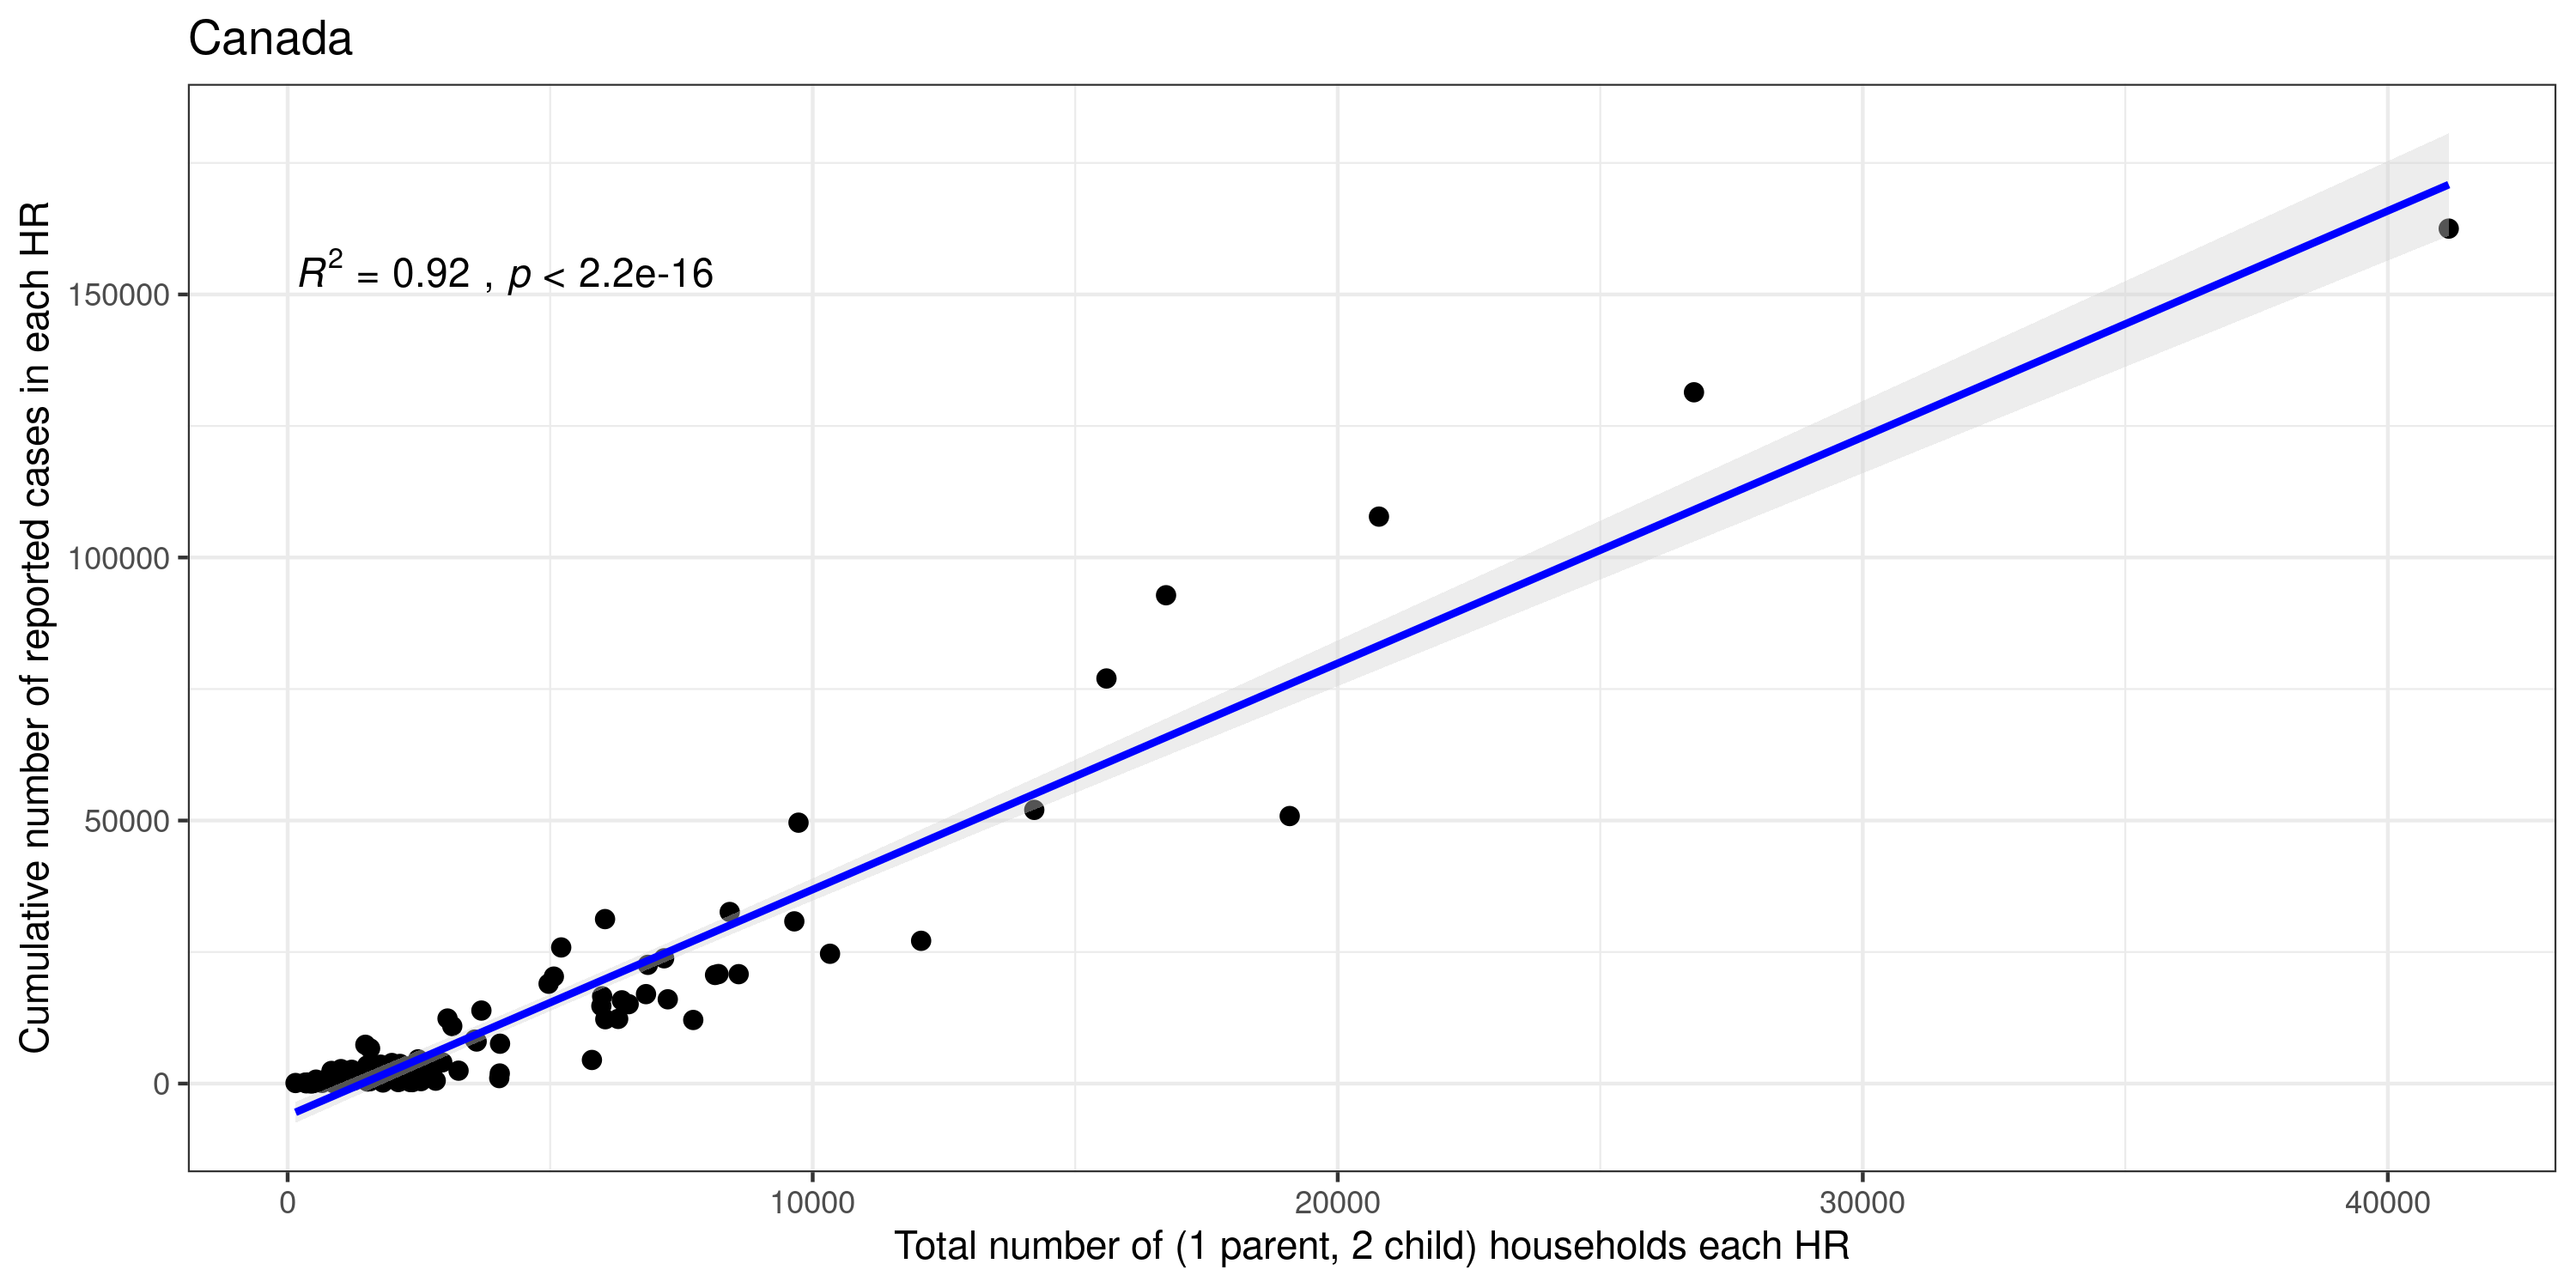 Canada
R² = 0.92 , p < 2.2e-16
Cumulative number of reported cases in each HR
150000
100000
50000
0
0 10000 20000 30000 40000
Total number of (1 parent, 2 child) households each HR